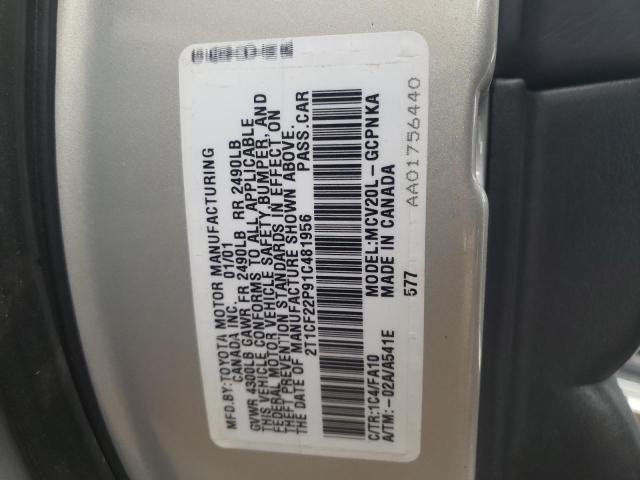 MFD.BY:TOYOTA MOTOR MANUFACTURING
CANADA INC. 01/01
GVWR 4300LB GAWR FR 2490LB RR 2490LB
THIS VEHICLE CONFORMS TO ALL APPLICABLE
FEDERAL MOTOR VEHICLE SAFETY,BUMPER, AND
THEFT PREVENTION STANDARDS IN EFFECT ON
THE DATE OF MANUFACTURE SHOWN ABOVE.
2T1CF22P91C481956 PASS.CAR
C/TR:1C4/FA10 MODEL:MCV20L-GCPNKA
A/TM:-02A/A541E MADE IN CANADA
577
AA01756440